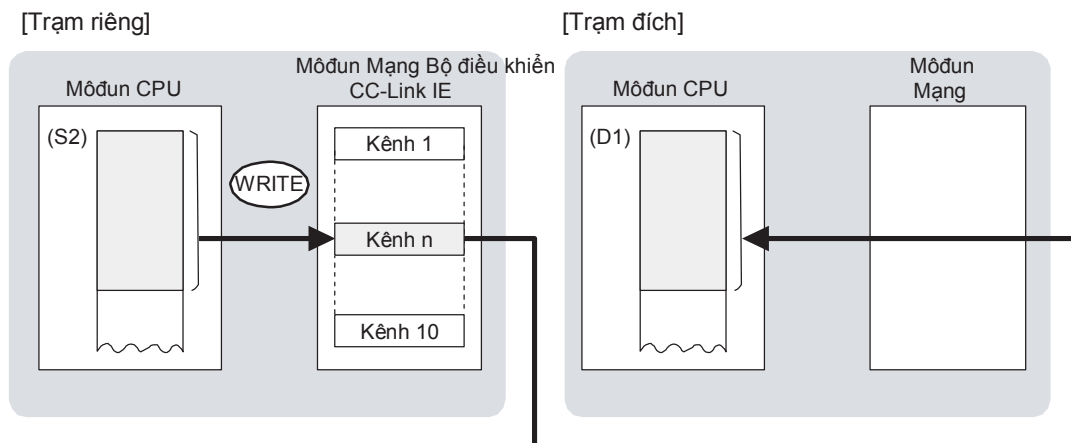 [Trạm riêng]
Môđun CPU
Môđun Mạng Bộ điều khiển
CC-Link IE
(S2)
WRITE
Kênh 1
Kênh n
Kênh 10
[Trạm đích]
Môđun CPU
Môđun
Mạng
(D1)